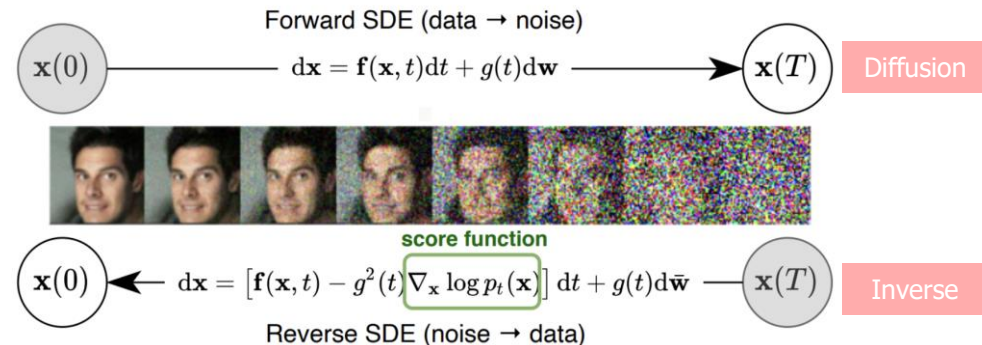 Forward SDE (data → noise)
x(0) dx = f(x, t)dt + g(t)dw x(T) Diffusion
score function
x(0) dx = [f(x, t) − g²(t)∇ₓ log pₜ(x)] dt + g(t)dw̄ x(T) Inverse
Reverse SDE (noise → data)